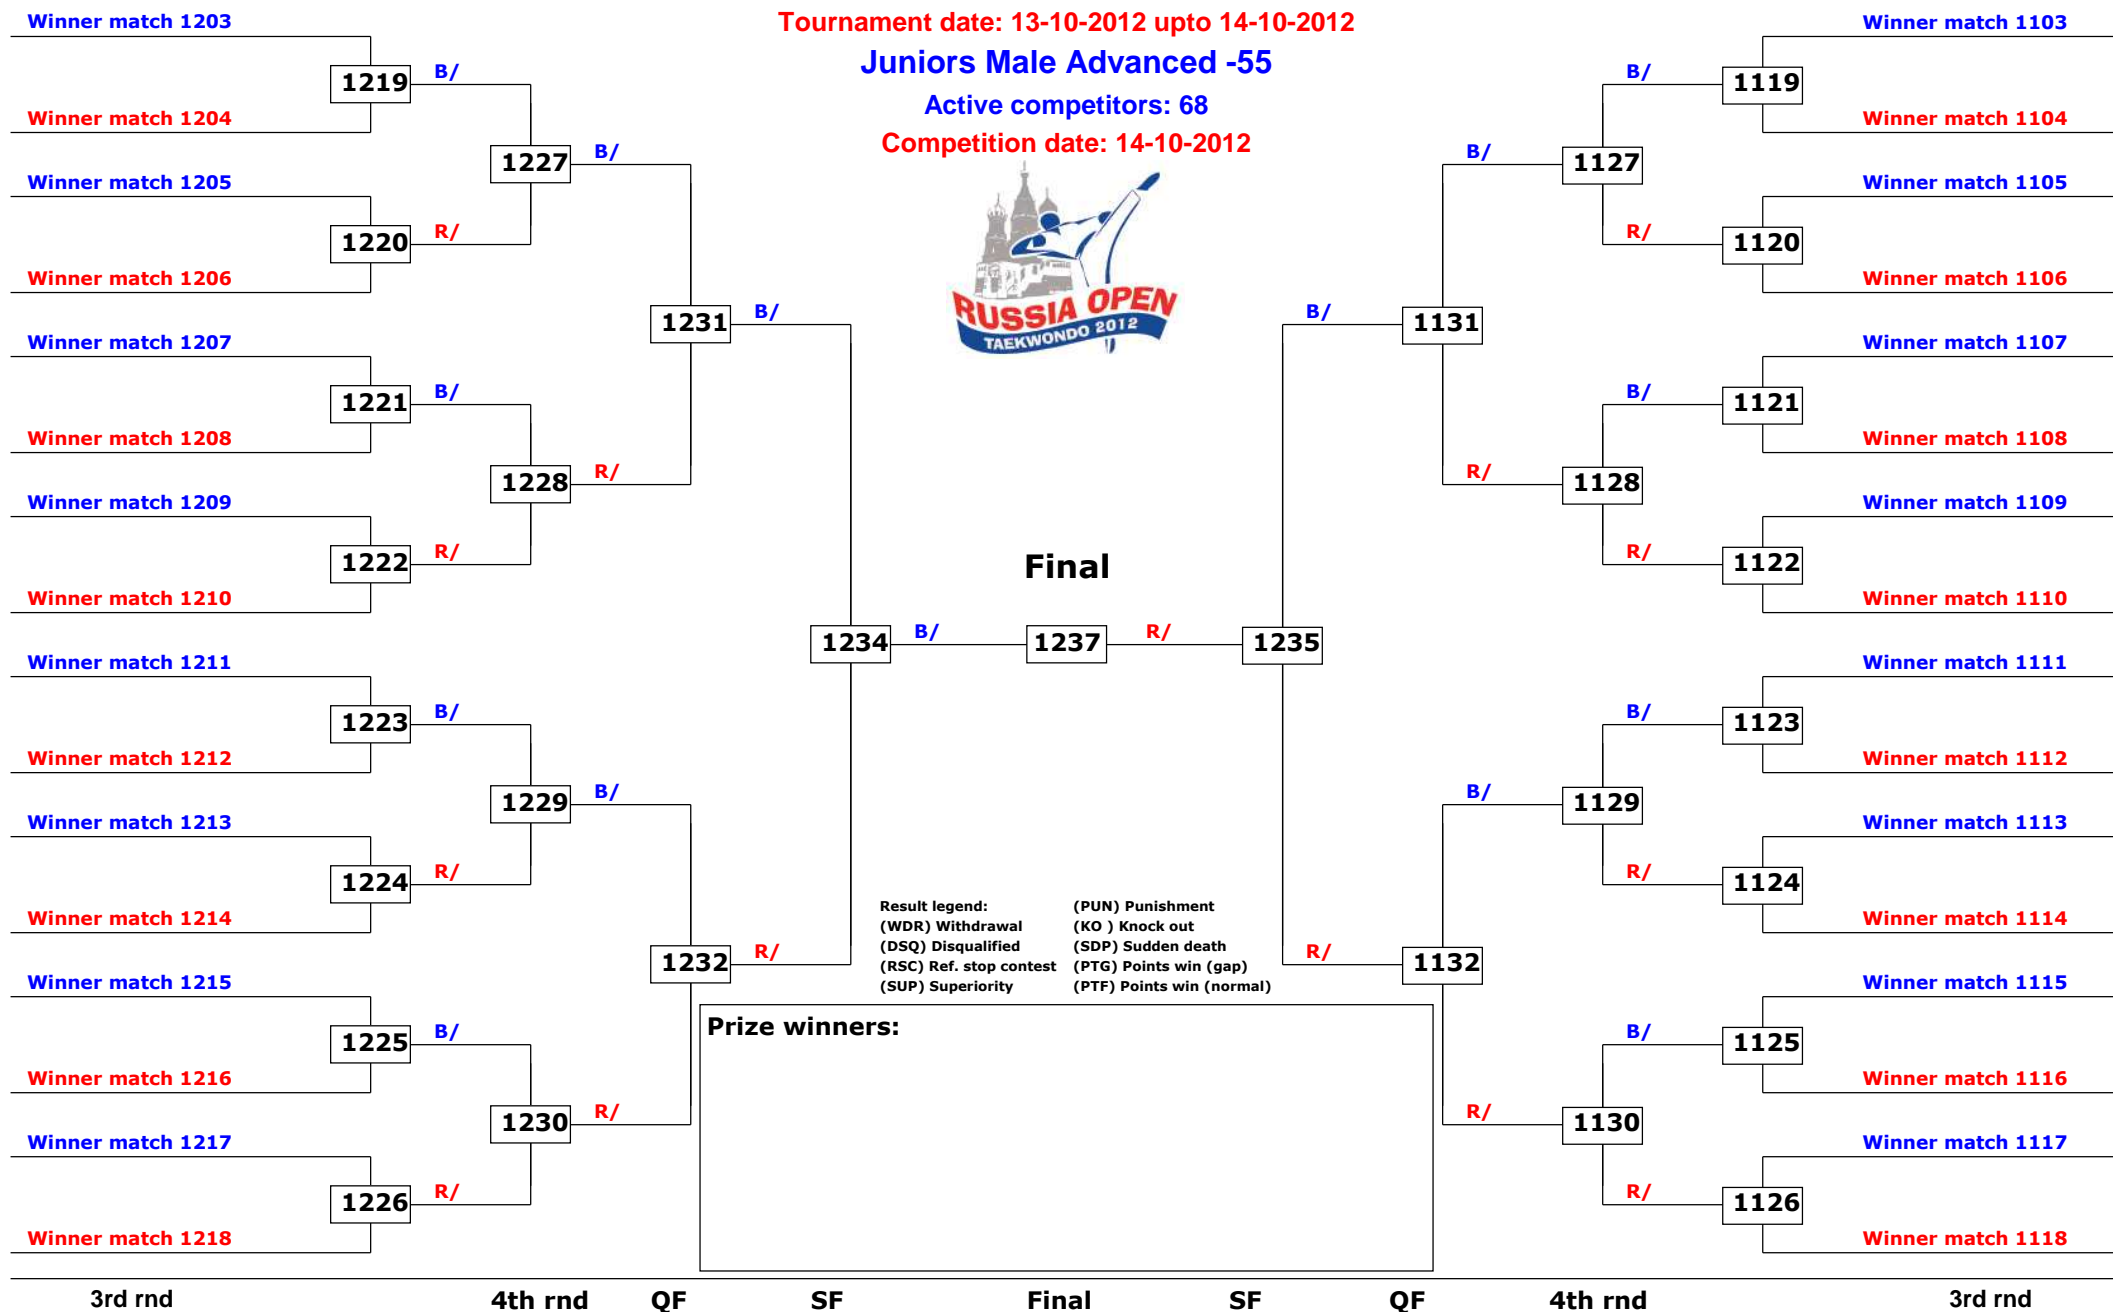 Tournament date: 13-10-2012 upto 14-10-2012
Juniors Male Advanced -55
Active competitors: 68
Competition date: 14-10-2012
RUSSIA OPEN
TAEKWONDO 2012
Winner match 1203
1219 B/
Winner match 1204
1227 B/
Winner match 1205
1220 R/
Winner match 1206
1231 B/
Winner match 1207
1221 B/
Winner match 1208
1228 R/
Winner match 1209
1222 R/
Winner match 1210
1234 B/
Winner match 1211
1223 B/
Winner match 1212
1229 B/
Winner match 1213
1224 R/
Winner match 1214
1232 R/
Winner match 1215
1225 B/
Winner match 1216
1230 R/
Winner match 1217
1226 R/
Winner match 1218
Final
1237
Winner match 1103
B/ 1119
Winner match 1104
B/ 1127
Winner match 1105
R/ 1120
Winner match 1106
B/ 1131
Winner match 1107
B/ 1121
Winner match 1108
R/ 1128
Winner match 1109
R/ 1122
Winner match 1110
R/ 1235
Winner match 1111
B/ 1123
Winner match 1112
B/ 1129
Winner match 1113
R/ 1124
Winner match 1114
R/ 1132
Winner match 1115
B/ 1125
Winner match 1116
R/ 1130
Winner match 1117
R/ 1126
Winner match 1118
Result legend: (PUN) Punishment
(WDR) Withdrawal (KO ) Knock out
(DSQ) Disqualified (SDP) Sudden death
(RSC) Ref. stop contest (PTG) Points win (gap)
(SUP) Superiority (PTF) Points win (normal)
Prize winners:
3rd rnd 4th rnd QF SF Final SF QF 4th rnd 3rd rnd